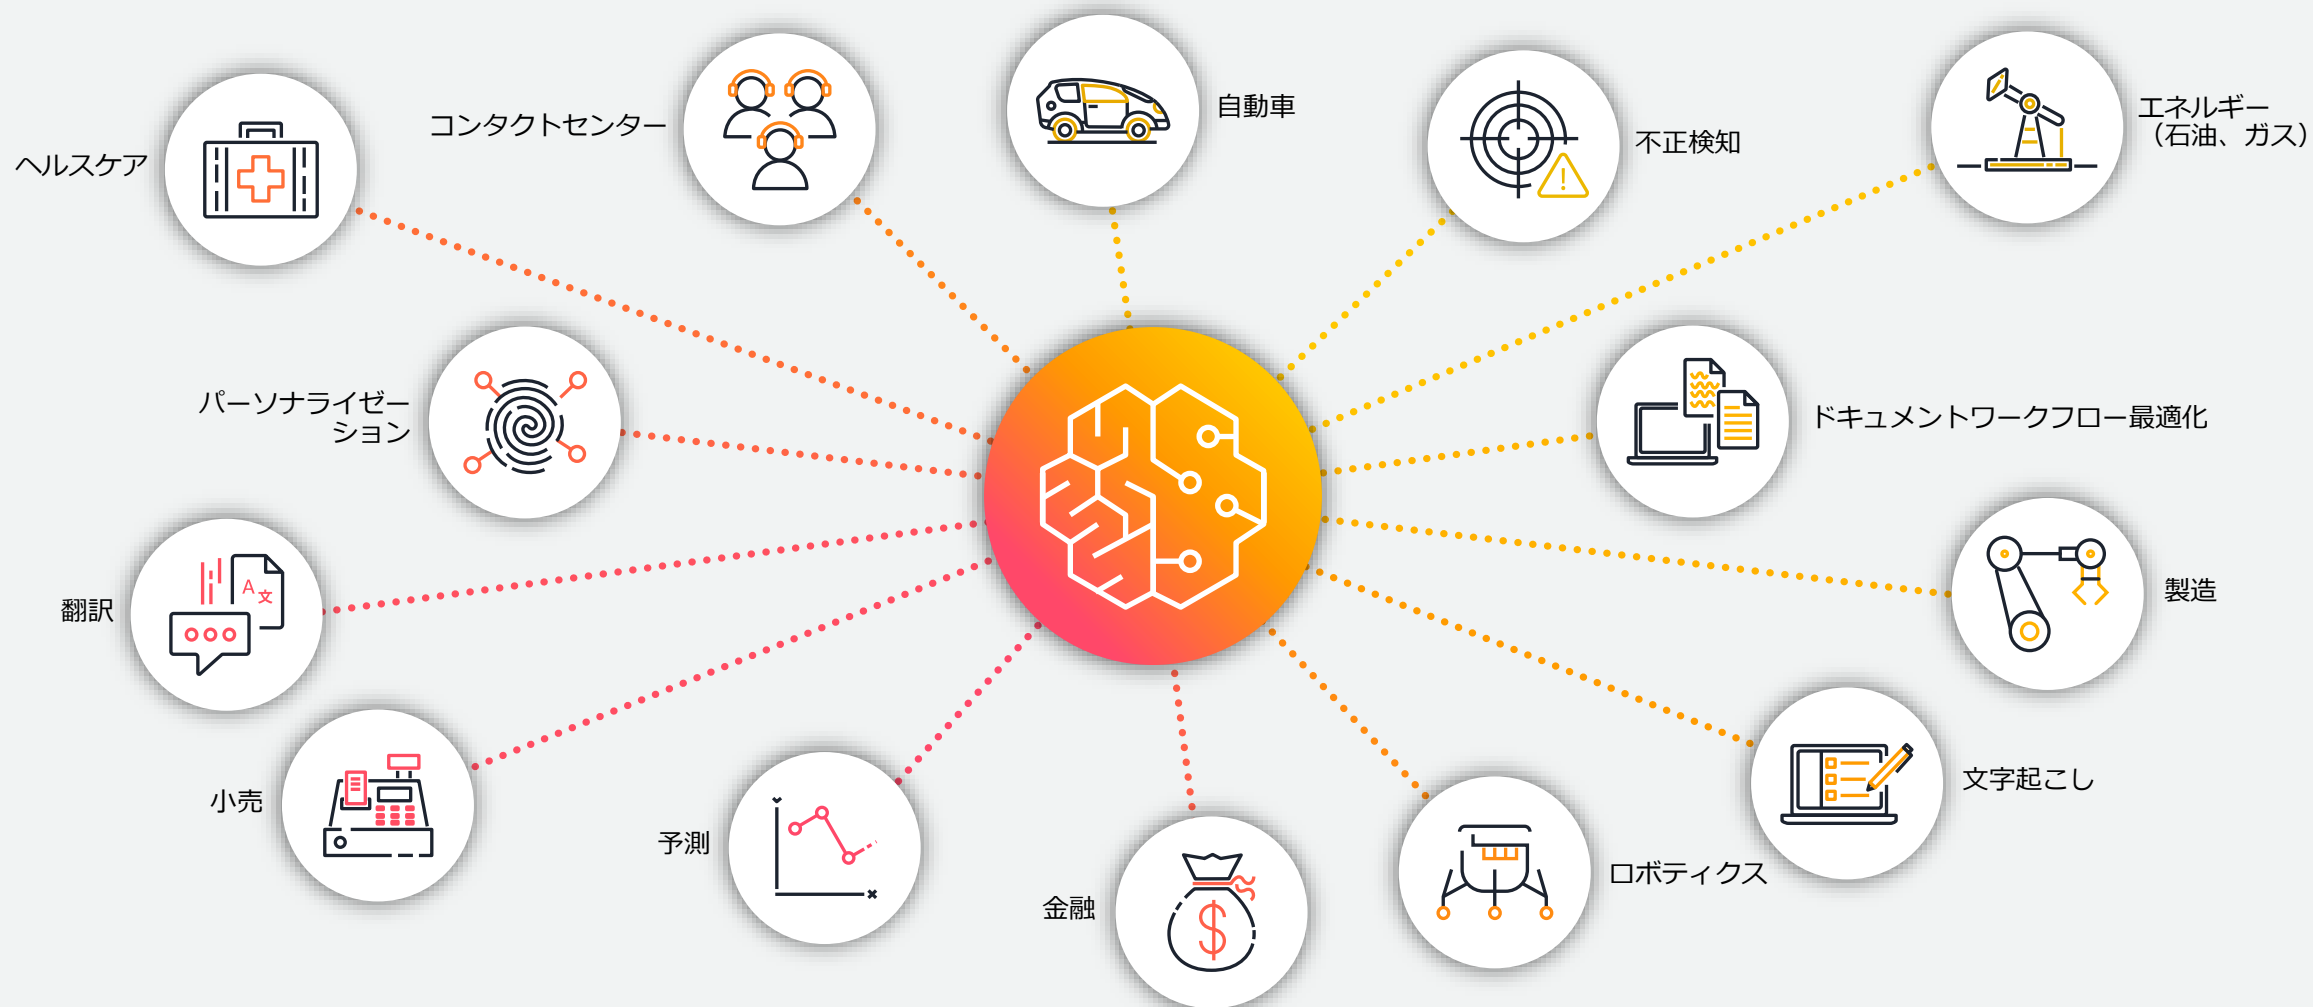 コンタクトセンター
自動車
不正検知
エネルギー
（石油、ガス）
ヘルスケア
パーソナライゼー
ション
ドキュメントワークフロー最適化
翻訳
A文
製造
小売
予測
文字起こし
金融
ロボティクス
$